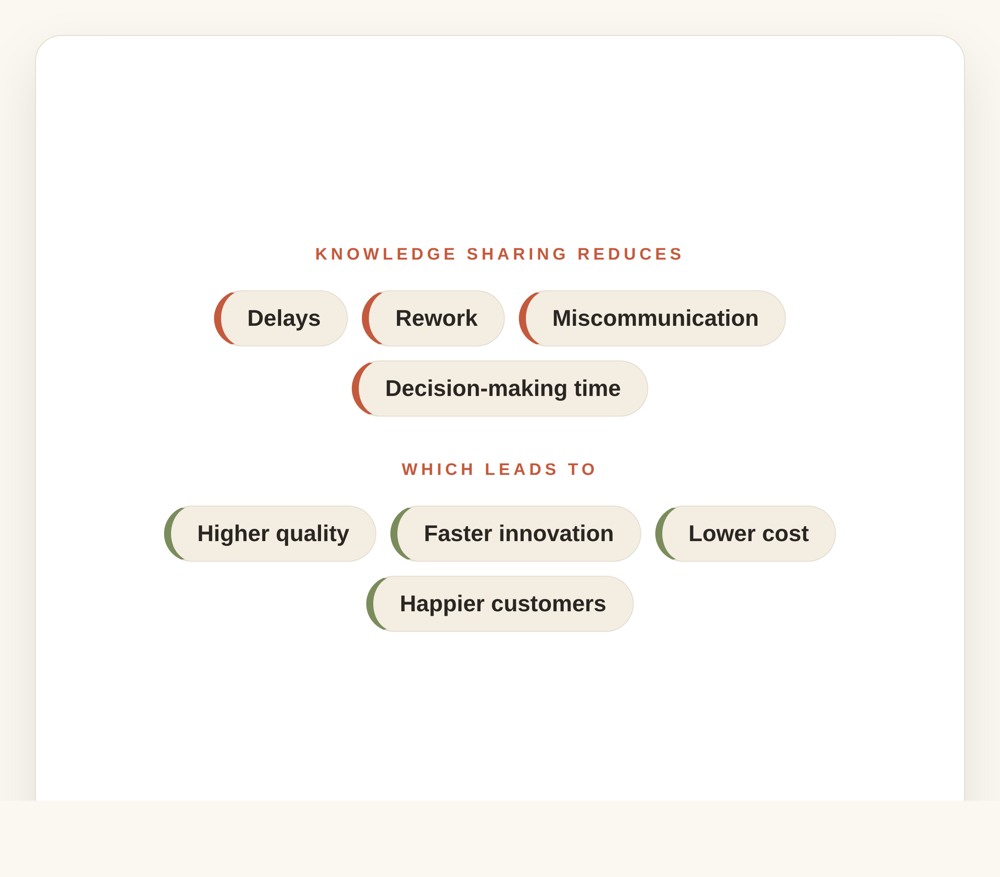 KNOWLEDGE SHARING REDUCES
Delays Rework Miscommunication
Decision-making time
WHICH LEADS TO
Higher quality Faster innovation Lower cost
Happier customers